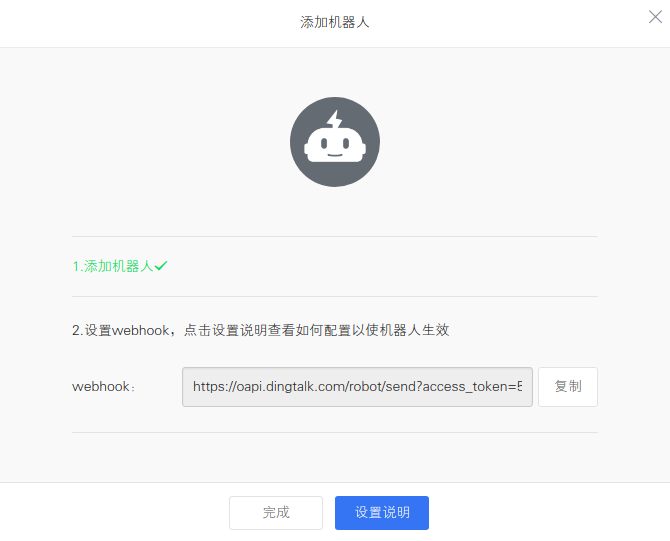 添加机器人
1.添加机器人
2.设置webhook，点击设置说明查看如何配置以使机器人生效
webhook： https://oapi.dingtalk.com/robot/send?access_token= 复制
完成 设置说明